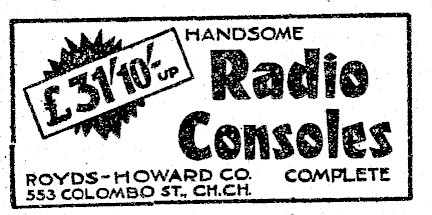 HANDSOME
£31'10'- UP
Radio
Consoles
ROYDS-HOWARD CO. COMPLETE
553 COLOMBO ST., CH.CH.